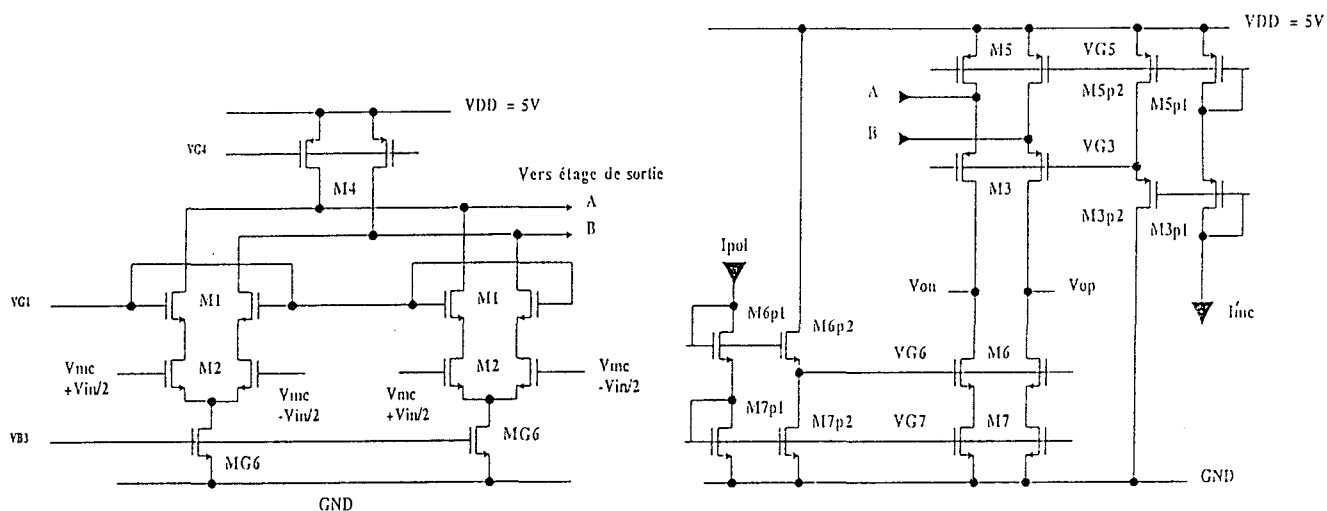 VDD = 5V
VG4
M4
Vers étage de sortie
A
B
VG1
M1
M1
M2
M2
Vmc
+Vin/2
Vmc
-Vin/2
Vmc
+Vin/2
Vmc
-Vin/2
VB3
MG6
MG6
GND
VDD = 5V
M5
VG5
M5p2
M5p1
A
B
VG3
M3
M3p2
M3p1
Ipol
Von
Vop
M6p1
M6p2
VG6
M6
M7p1
M7p2
VG7
M7
GND